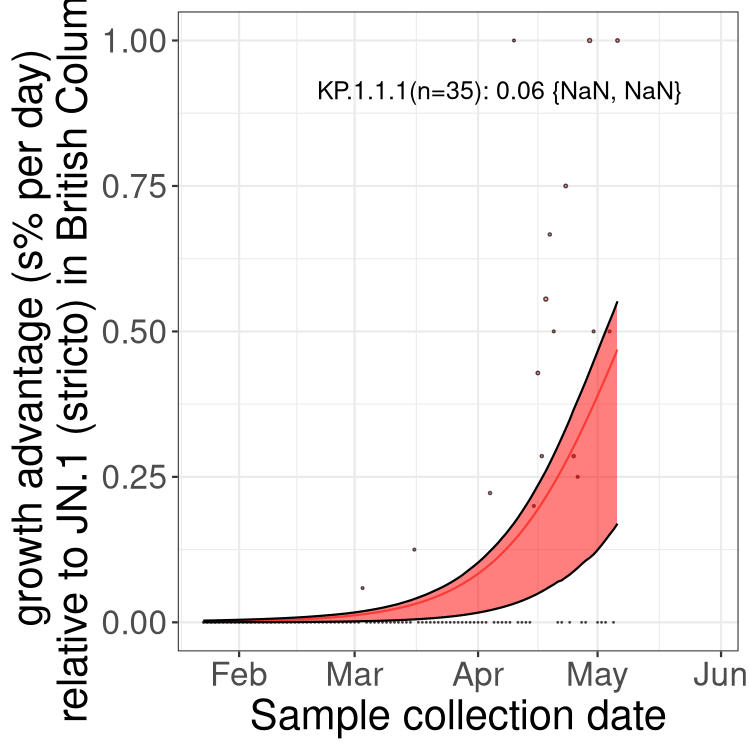 growth advantage (s% per day)
relative to JN.1 (stricto) in British Colum
1.00
0.75
0.50
0.25
0.00
KP.1.1.1(n=35): 0.06 {NaN, NaN}
Feb Mar Apr May Jun
Sample collection date